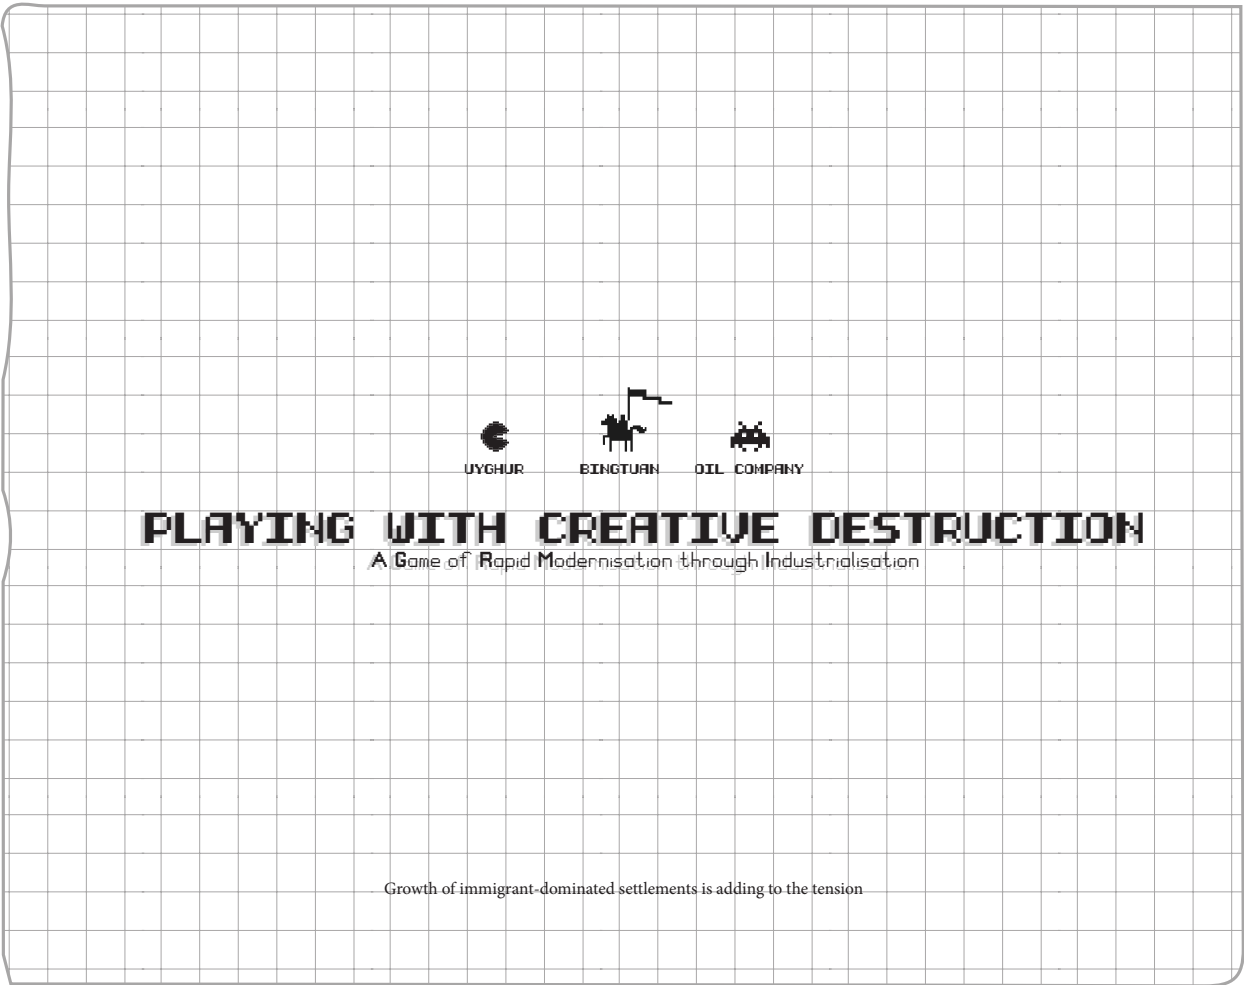 UYGHUR BINGTUAN OIL COMPANY
PLAYING WITH CREATIVE DESTRUCTION
A Game of Rapid Modernisation through Industrialisation
Growth of immigrant-dominated settlements is adding to the tension